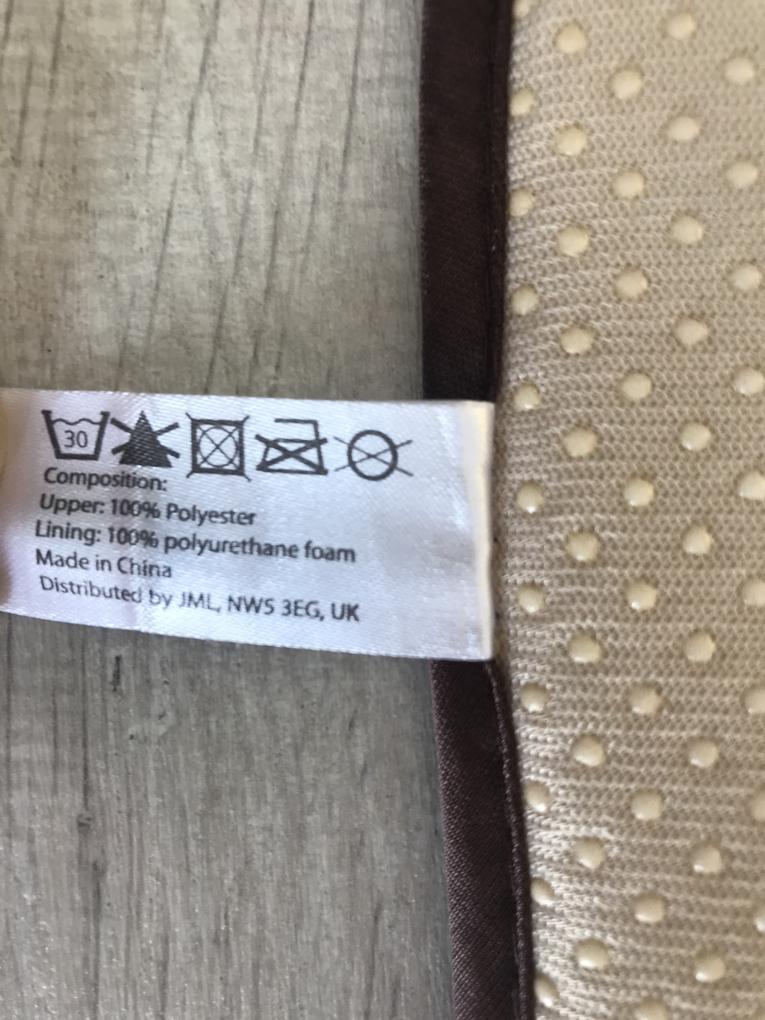 30
Composition:
Upper: 100% Polyester
Lining: 100% polyurethane foam
Made in China
Distributed by JML, NW5 3EG, UK